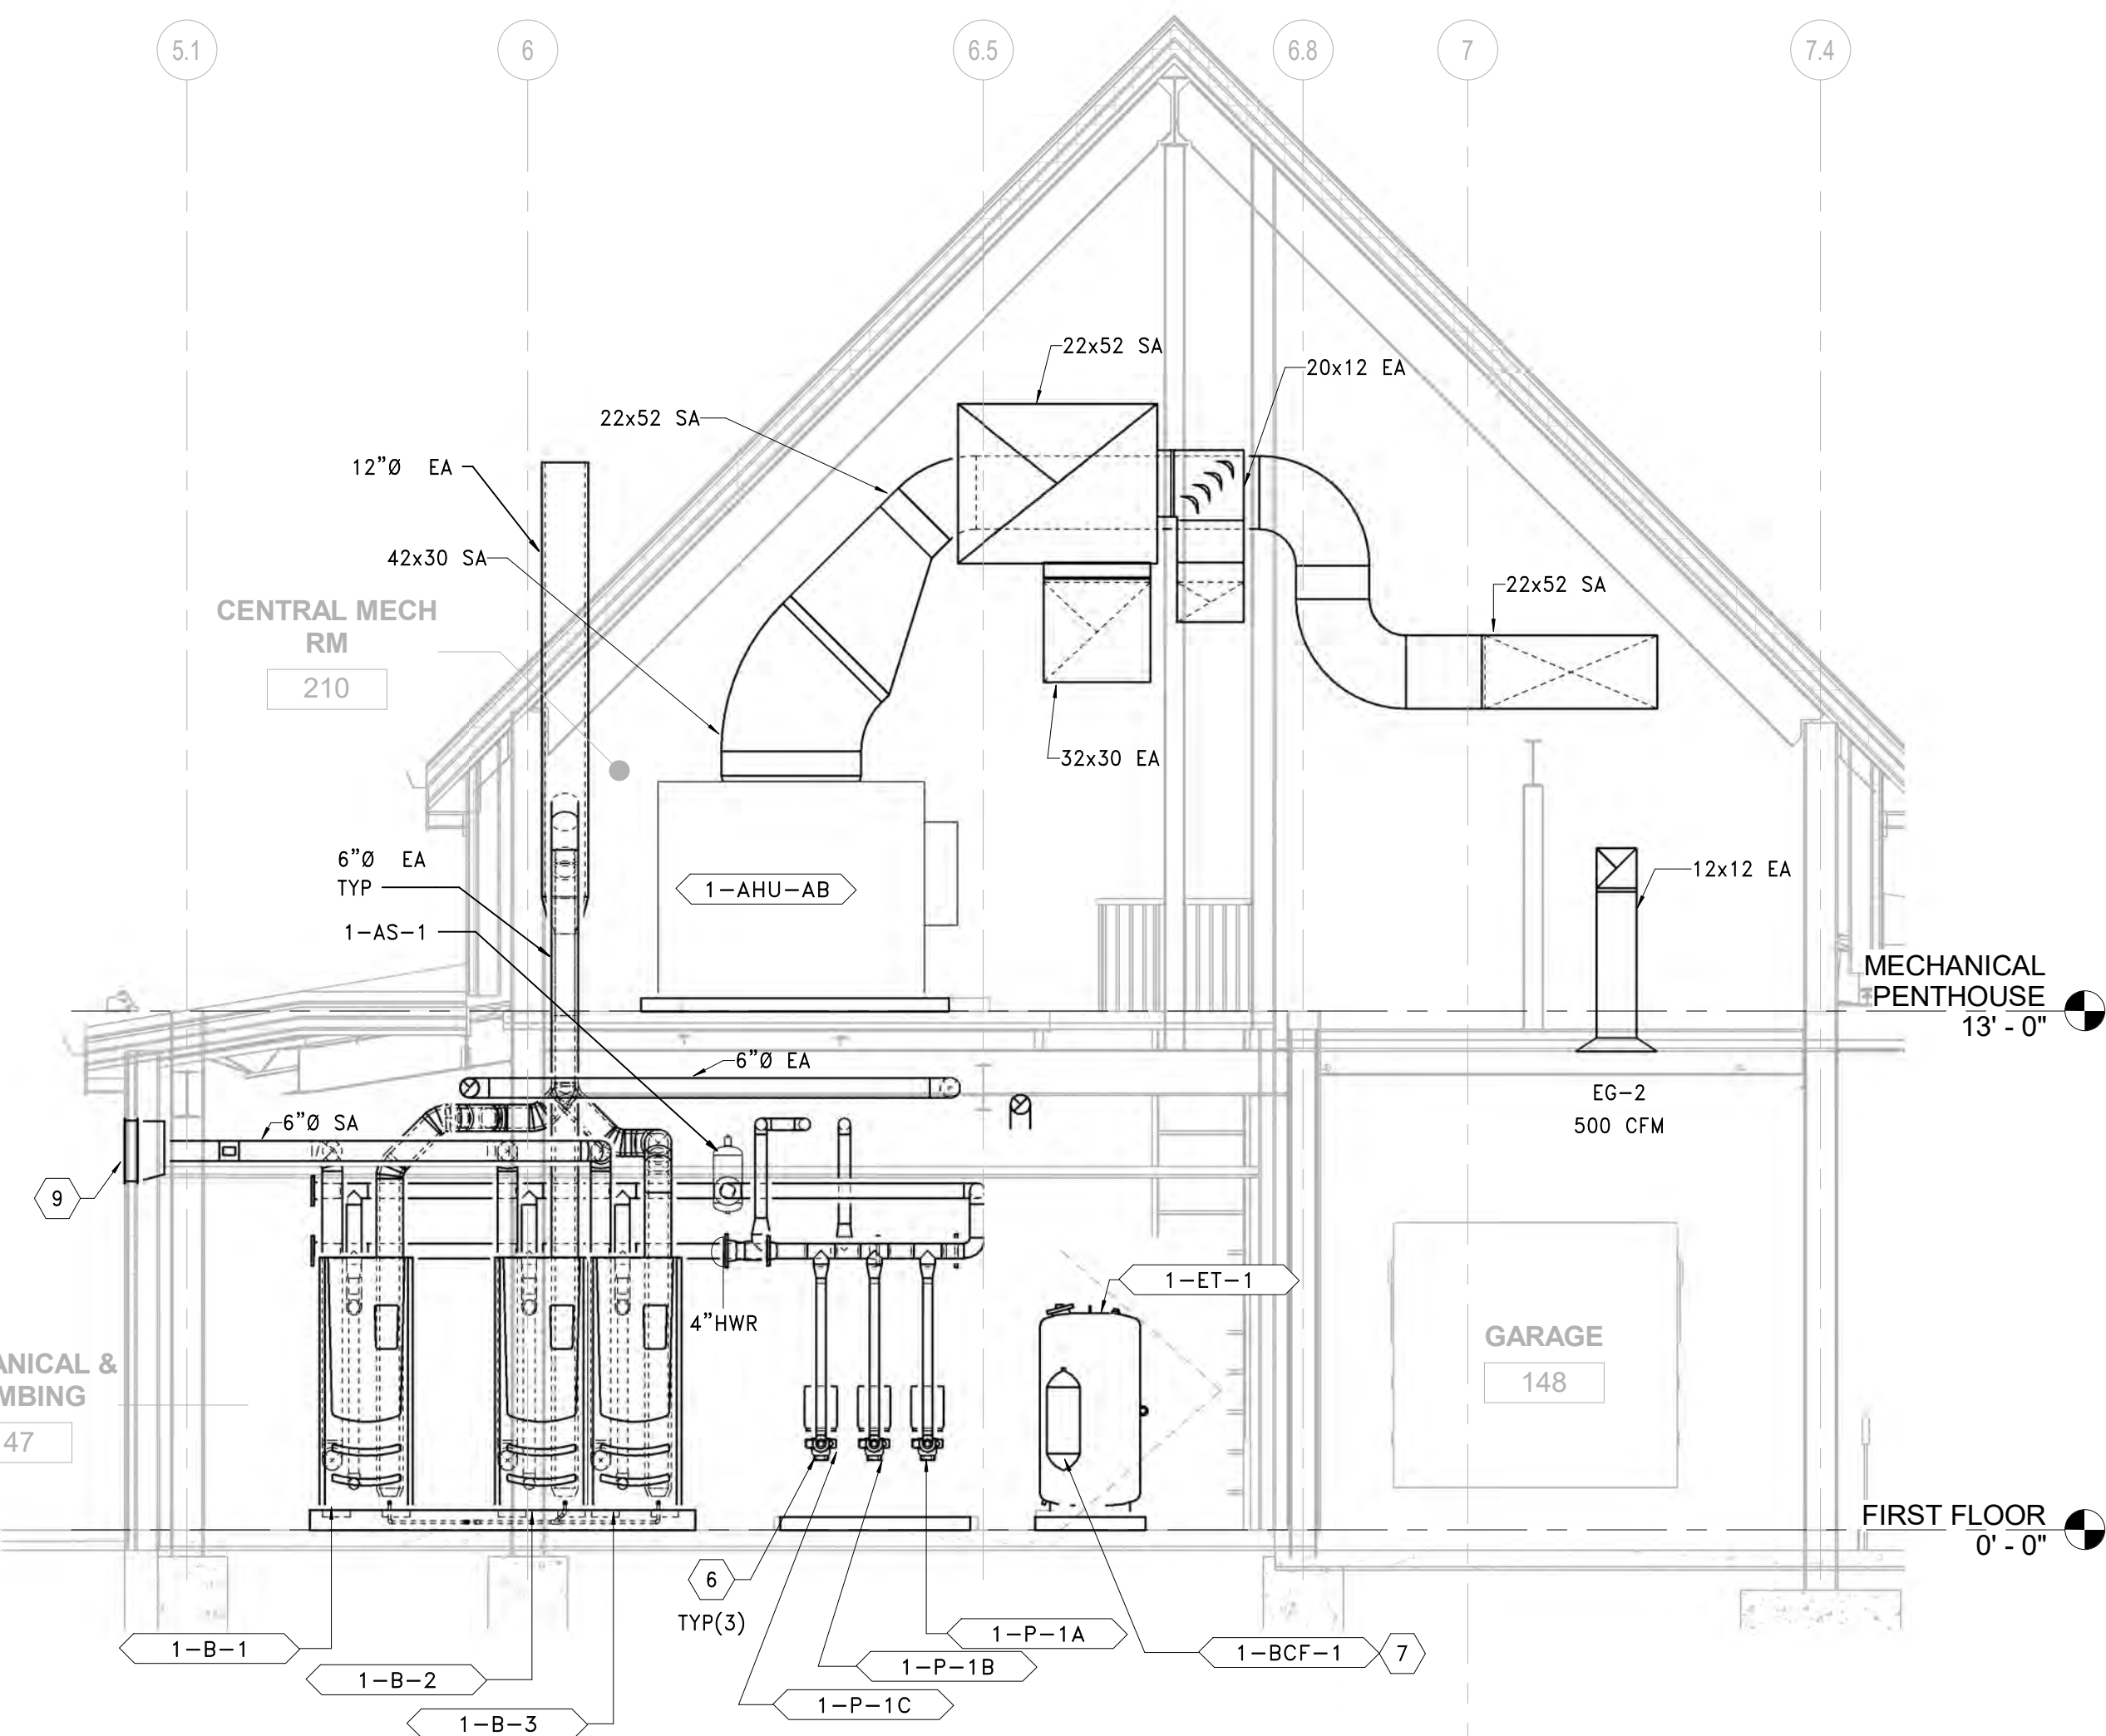 5.1
6
6.5
6.8
7
7.4
22x52 SA
20x12 EA
22x52 SA
12"Ø EA
42x30 SA
22x52 SA
CENTRAL MECH
RM
210
32x30 EA
6"Ø EA
TYP
1-AHU-AB
12x12 EA
1-AS-1
MECHANICAL
PENTHOUSE
13' - 0"
6"Ø EA
EG-2
500 CFM
6"Ø SA
9
1-ET-1
4"HWR
GARAGE
148
ANICAL &
MBING
47
FIRST FLOOR
0' - 0"
6
TYP(3)
1-P-1A
1-B-1
1-BCF-1
7
1-P-1B
1-B-2
1-P-1C
1-B-3